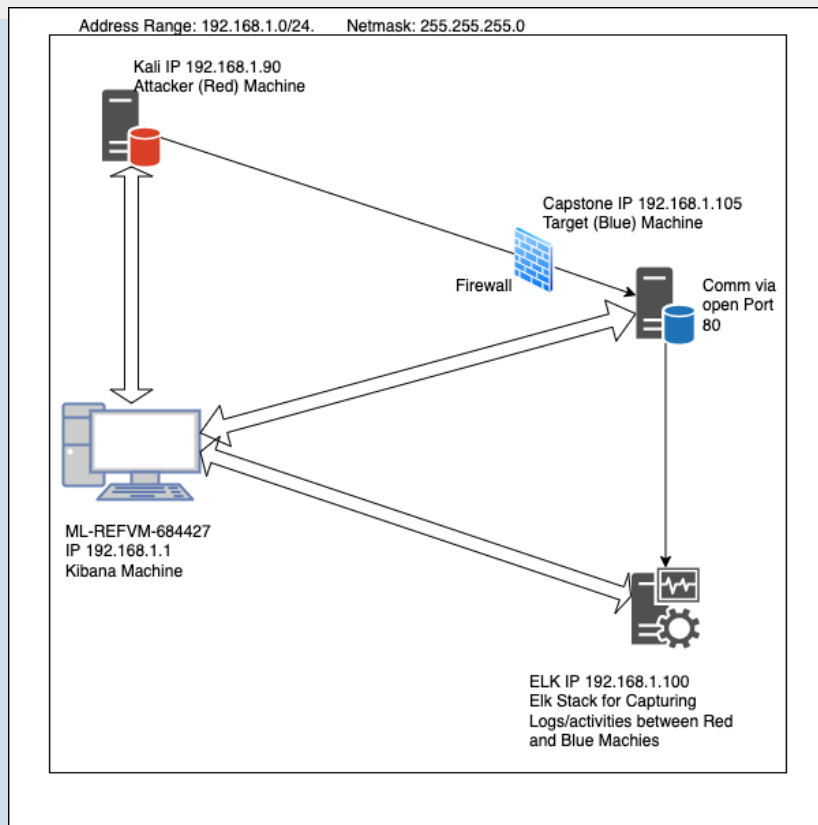 Address Range: 192.168.1.0/24. Netmask: 255.255.255.0
Kali IP 192.168.1.90
Attacker (Red) Machine
Capstone IP 192.168.1.105
Target (Blue) Machine
Firewall
Comm via
open Port
80
ML-REFVM-684427
IP 192.168.1.1
Kibana Machine
ELK IP 192.168.1.100
Elk Stack for Capturing
Logs/activities between Red
and Blue Machies